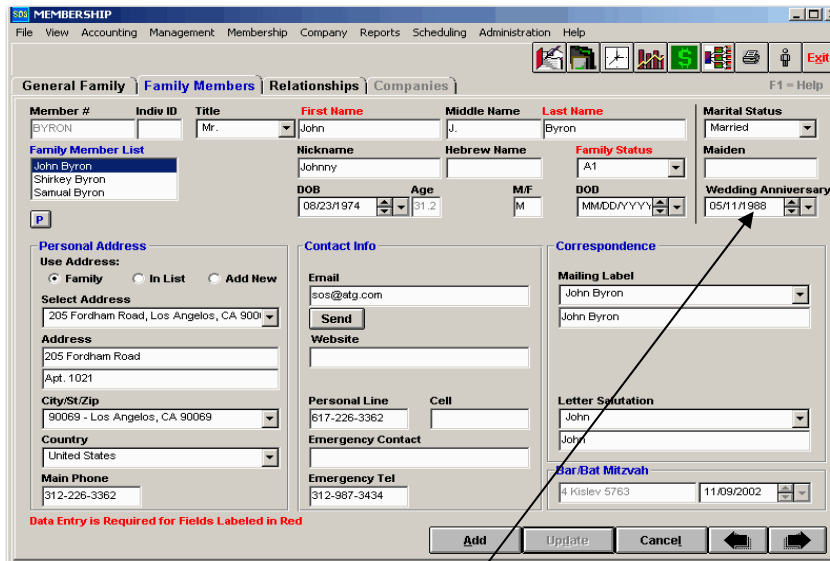 SDS MEMBERSHIP
File View Accounting Management Membership Company Reports Scheduling Administration Help
Exit
General Family Family Members Relationships Companies F1 = Help
Member # Indiv ID Title First Name Middle Name Last Name Marital Status
BYRON Mr. John J. Byron Married
Family Member List Nickname Hebrew Name Family Status Maiden
John Byron Johnny A1
Shirkey Byron
Samual Byron
DOB Age M/F DOD Wedding Anniversary
08/23/1974 31.2 M MM/DD/YYYY 05/11/1988
P
Personal Address Contact Info Correspondence
Use Address:
Family In List Add New Email Mailing Label
sos@atg.com John Byron
Select Address
205 Fordham Road, Los Angelos, CA 900 Send John Byron
Address Website
205 Fordham Road
Apt. 1021
City/St/Zip Personal Line Cell Letter Salutation
90069 - Los Angelos, CA 90069 617-226-3362 John
Country Emergency Contact John
United States
Main Phone Emergency Tel Bar/Bat Mitzvah
312-226-3362 312-987-3434 4 Kislev 5763 11/09/2002
Data Entry is Required for Fields Labeled in Red
Add Update Cancel